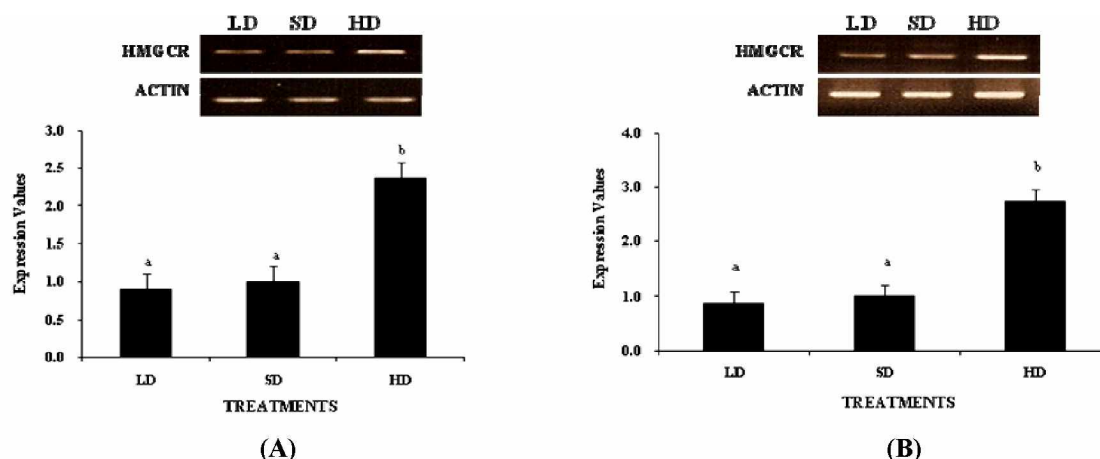 LD SD HD
HMGCR
ACTIN
3.0
2.5
2.0
1.5
1.0
0.5
0.0
Expression Values
a
a
b
LD SD HD
TREATMENTS
(A)
LD SD HD
HMGCR
ACTIN
4.0
3.0
2.0
1.0
0.0
Expression Values
a
a
b
LD SD HD
TREATMENTS
(B)